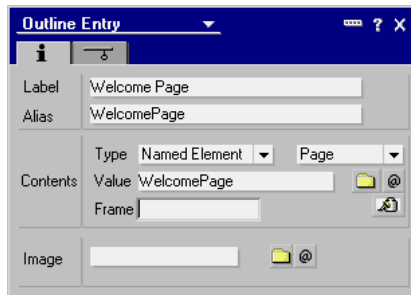 Outline Entry
? X
i
Label Welcome Page
Alias WelcomePage
Type Named Element Page
Contents Value WelcomePage @
Frame
Image @